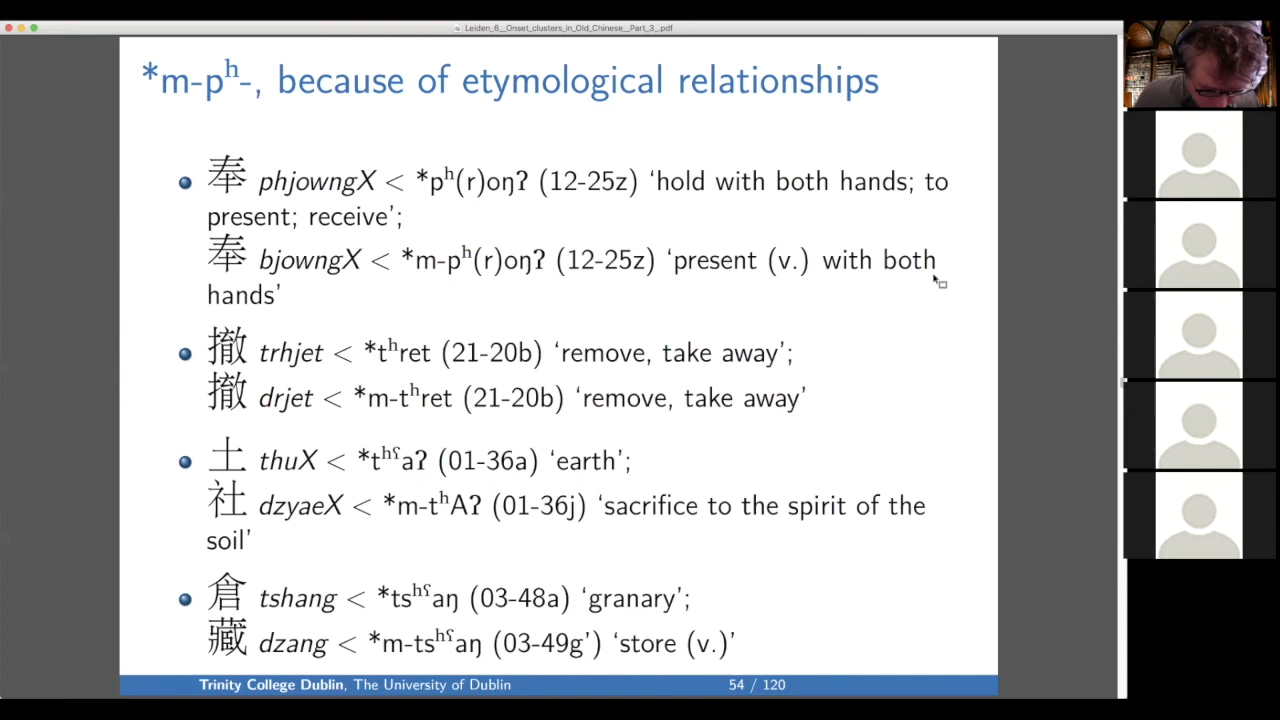 Leiden_6__Onset_clusters_in_Old_Chinese__Part_3_.pdf
*m-pʰ-, because of etymological relationships
奉 phjowngX < *pʰ(r)oŋʔ (12-25z) ‘hold with both hands; to
present; receive’;
奉 bjowngX < *m-pʰ(r)oŋʔ (12-25z) ‘present (v.) with both
hands’
撤 trhjet < *tʰret (21-20b) ‘remove, take away’;
撤 drjet < *m-tʰret (21-20b) ‘remove, take away’
土 thuX < *tʰˤaʔ (01-36a) ‘earth’;
社 dzyaeX < *m-tʰAʔ (01-36j) ‘sacrifice to the spirit of the
soil’
倉 tshang < *tsʰˤaŋ (03-48a) ‘granary’;
藏 dzang < *m-tsʰˤaŋ (03-49g’) ‘store (v.)’
Trinity College Dublin, The University of Dublin 54 / 120